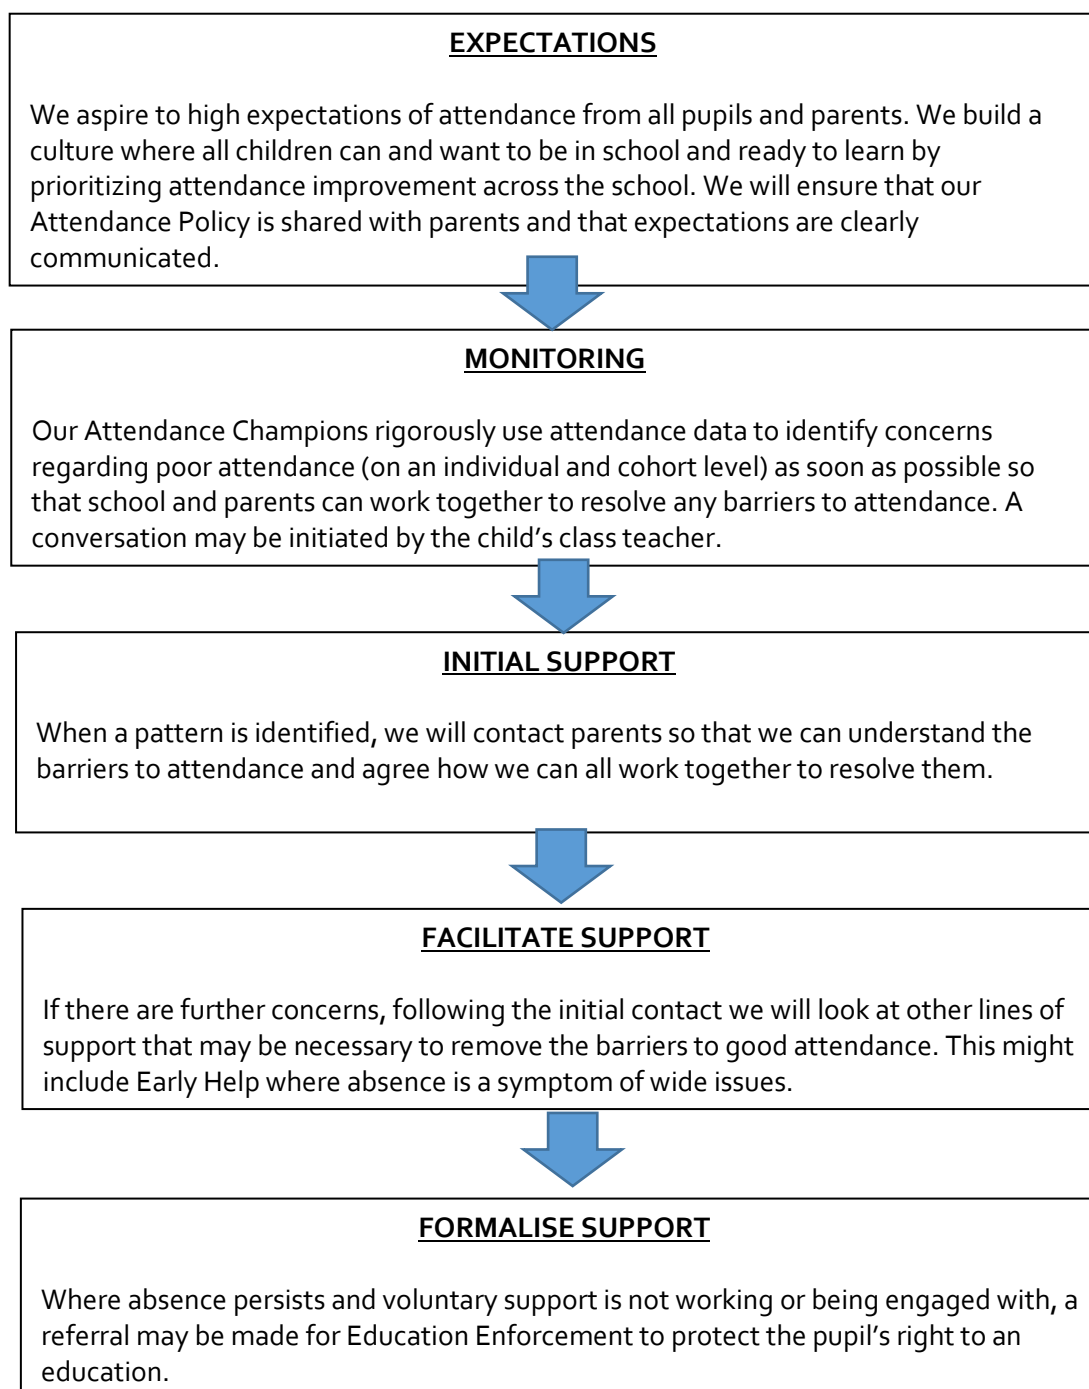 EXPECTATIONS
We aspire to high expectations of attendance from all pupils and parents. We build a
culture where all children can and want to be in school and ready to learn by
prioritizing attendance improvement across the school. We will ensure that our
Attendance Policy is shared with parents and that expectations are clearly
communicated.
MONITORING
Our Attendance Champions rigorously use attendance data to identify concerns
regarding poor attendance (on an individual and cohort level) as soon as possible so
that school and parents can work together to resolve any barriers to attendance. A
conversation may be initiated by the child’s class teacher.
INITIAL SUPPORT
When a pattern is identified, we will contact parents so that we can understand the
barriers to attendance and agree how we can all work together to resolve them.
FACILITATE SUPPORT
If there are further concerns, following the initial contact we will look at other lines of
support that may be necessary to remove the barriers to good attendance. This might
include Early Help where absence is a symptom of wide issues.
FORMALISE SUPPORT
Where absence persists and voluntary support is not working or being engaged with, a
referral may be made for Education Enforcement to protect the pupil’s right to an
education.